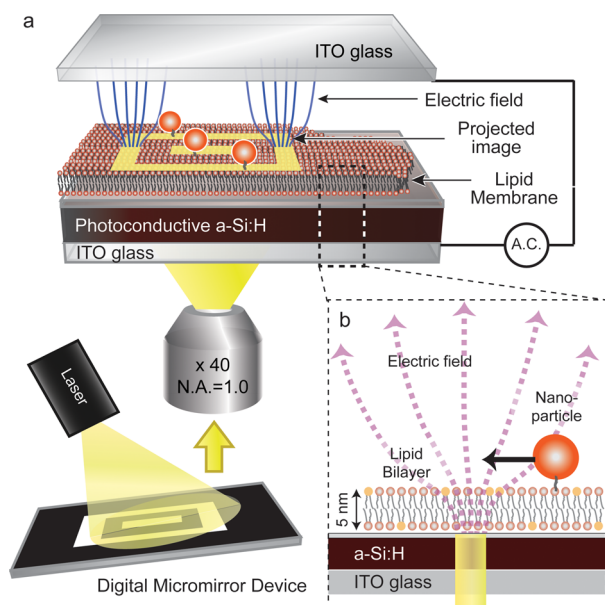 a
ITO glass
Electric field
Projected
image
Lipid
Membrane
Photoconductive a-Si:H
ITO glass
A.C.
x 40
N.A.=1.0
Laser
Digital Micromirror Device
b
Electric field
Nano-
particle
Lipid
Bilayer
5 nm
a-Si:H
ITO glass